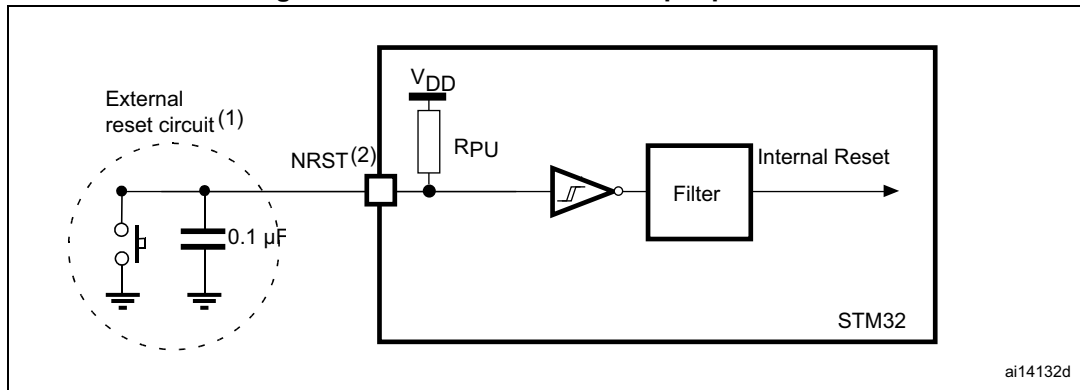 VDD
External
reset circuit(1)
NRST(2)
RPU
Internal Reset
Filter
0.1 µF
STM32
ai14132d